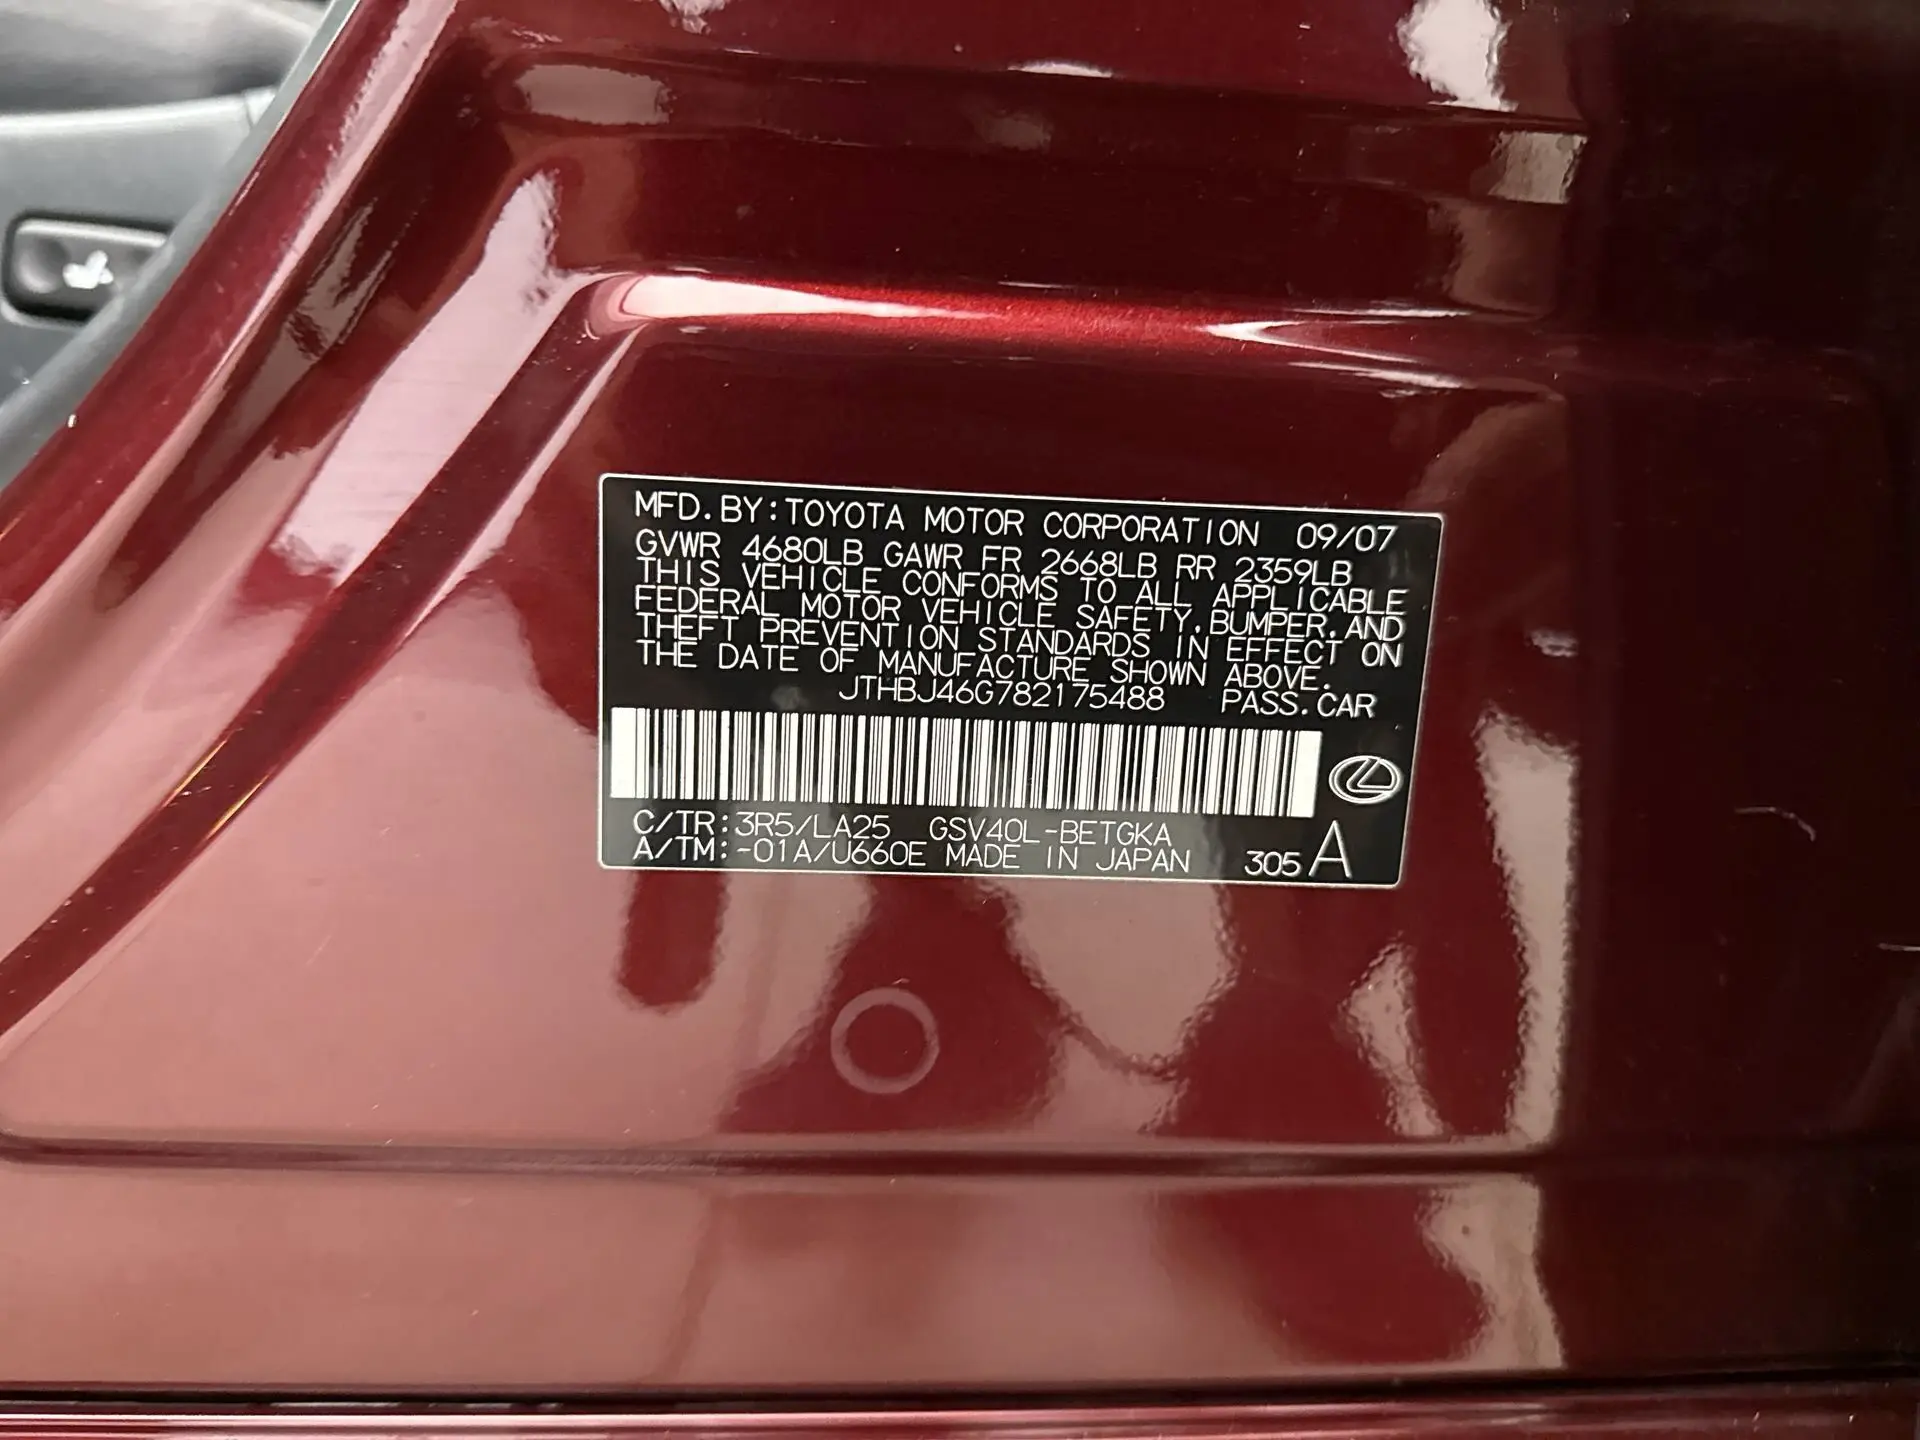 MFD. BY: TOYOTA MOTOR CORPORATION 09/07
GVWR 4680LB GAWR FR 2668LB RR 2359LB
THIS VEHICLE CONFORMS TO ALL APPLICABLE
FEDERAL MOTOR VEHICLE SAFETY, BUMPER, AND
THEFT PREVENTION STANDARDS IN EFFECT ON
THE DATE OF MANUFACTURE SHOWN ABOVE.
JTHBJ46G782175488 PASS. CAR
C/TR: 3R5/LA25 GSV40L-BETGKA
A/TM: -01A/U660E MADE IN JAPAN 305 A